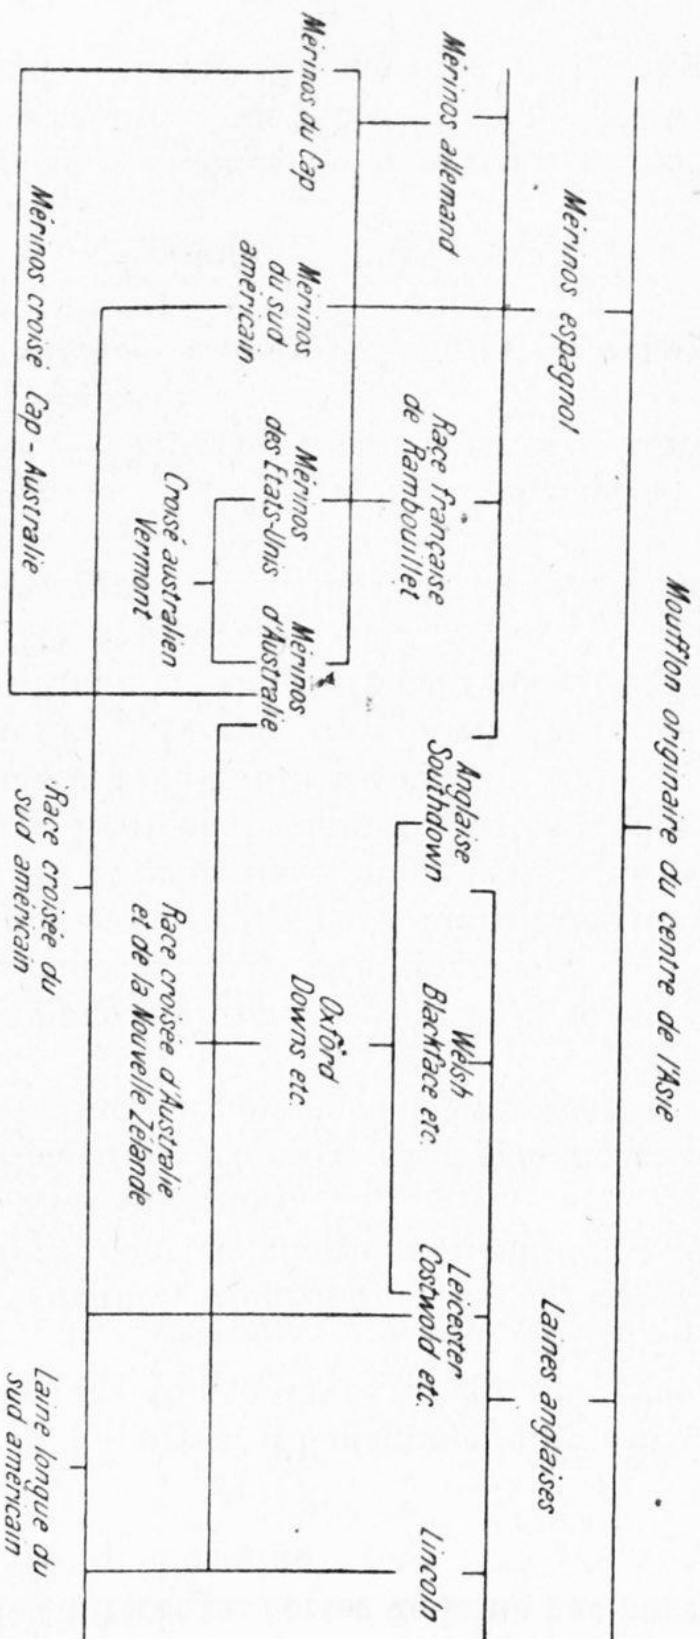 Moufflon originaire du centre de l'Asie
Mérinos espagnol
Laines anglaises
Mérinos allemand
Race française
de Rambouillet
Anglaise
Southdown
Welsh
Blackface etc.
Leicester
Costwold etc.
Lincoln
Mérinos du Cap
Mérinos
du sud
américain
Mérinos
des Etats-Unis
Mérinos
d'Australie
Oxford
Downs etc.
Croisé australien
Vermont
Race croisée d'Australie
et de la Nouvelle Zélande
Mérinos croisé Cap - Australie
Race croisée du
sud américain
Laine longue du
sud américain